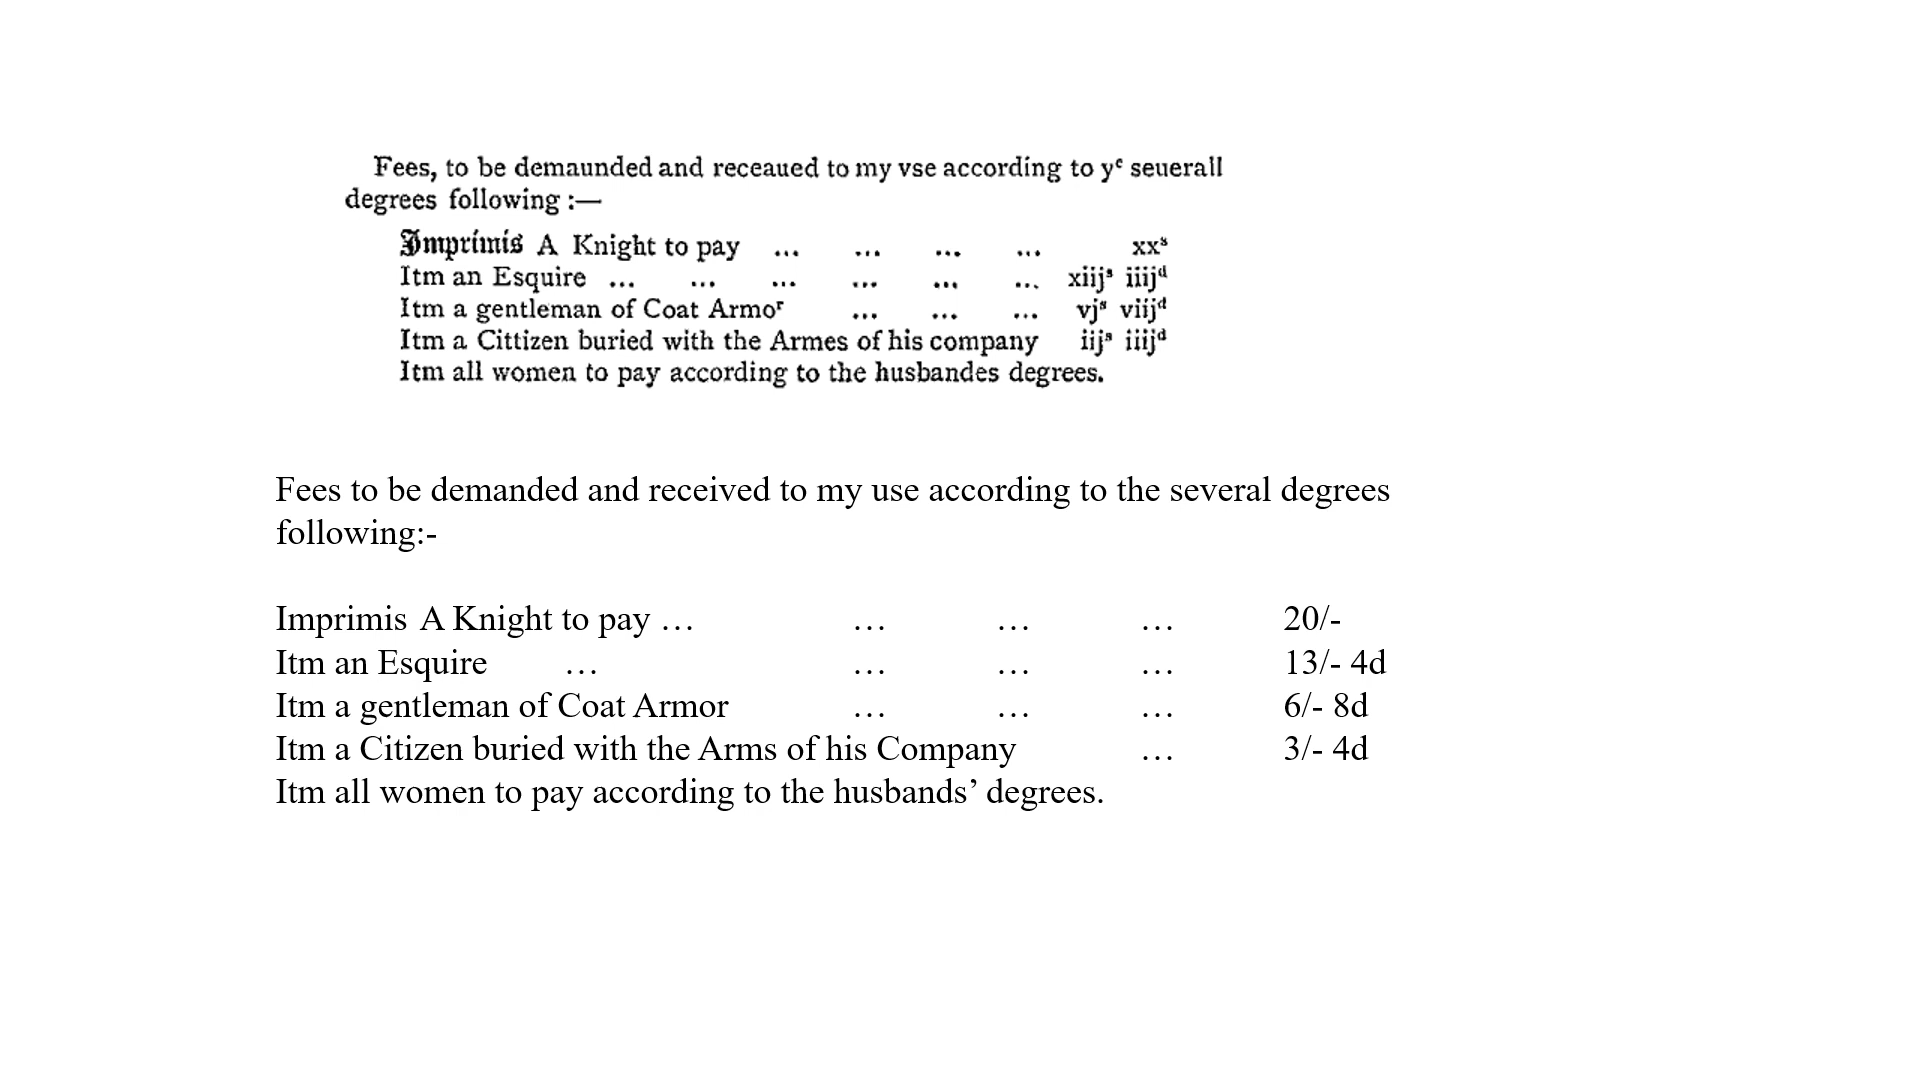 Fees, to be demaunded and receaued to my vse according to yᵉ seuerall
degrees following :—
Imprimis A Knight to pay ... ... ... ... xxˢ
Itm an Esquire ... ... ... ... ... ... xiijˢ iiijᵈ
Itm a gentleman of Coat Armoʳ ... ... ... vjˢ viijᵈ
Itm a Cittizen buried with the Armes of his company iijˢ iiijᵈ
Itm all women to pay according to the husbandes degrees.
Fees to be demanded and received to my use according to the several degrees
following:-
Imprimis A Knight to pay … … … … 20/-
Itm an Esquire … … … … 13/- 4d
Itm a gentleman of Coat Armor … … … 6/- 8d
Itm a Citizen buried with the Arms of his Company … 3/- 4d
Itm all women to pay according to the husbands’ degrees.